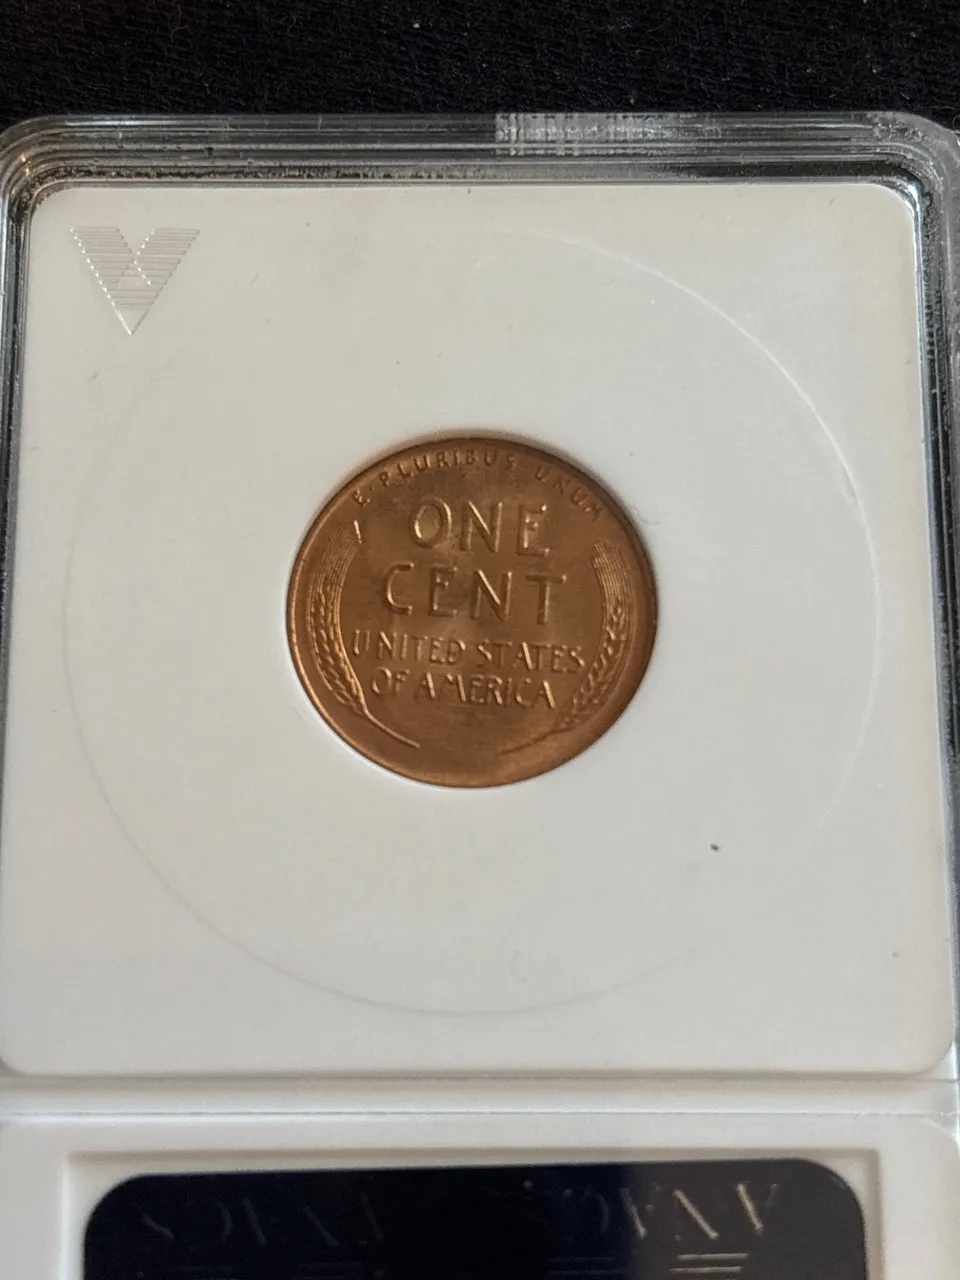 E · PLURIBUS · UNUM
ONE
CENT
UNITED STATES
OF AMERICA